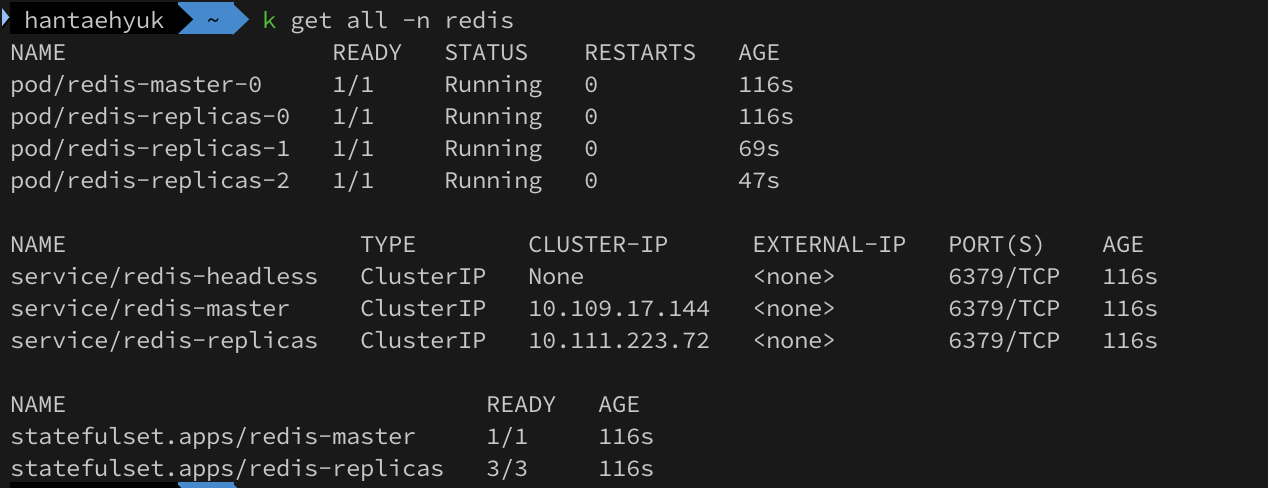 hantaehyuk ~ k get all -n redis
NAME READY STATUS RESTARTS AGE
pod/redis-master-0 1/1 Running 0 116s
pod/redis-replicas-0 1/1 Running 0 116s
pod/redis-replicas-1 1/1 Running 0 69s
pod/redis-replicas-2 1/1 Running 0 47s
NAME TYPE CLUSTER-IP EXTERNAL-IP PORT(S) AGE
service/redis-headless ClusterIP None <none> 6379/TCP 116s
service/redis-master ClusterIP 10.109.17.144 <none> 6379/TCP 116s
service/redis-replicas ClusterIP 10.111.223.72 <none> 6379/TCP 116s
NAME READY AGE
statefulset.apps/redis-master 1/1 116s
statefulset.apps/redis-replicas 3/3 116s